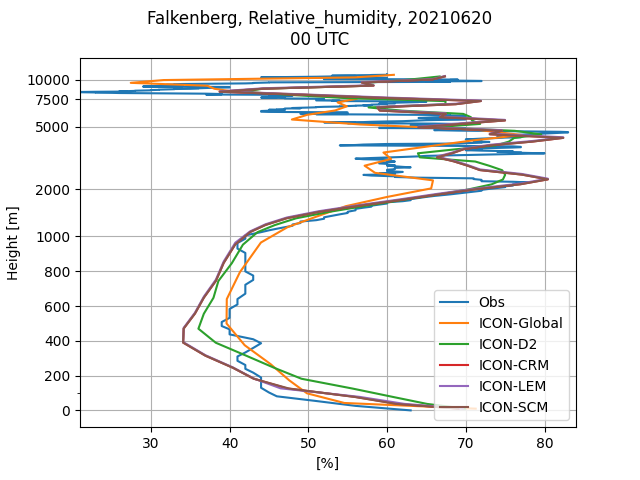 Falkenberg, Relative_humidity, 20210620
00 UTC
10000
7500
5000
2000
1000
800
600
400
200
0
Height [m]
30
40
50
60
70
80
[%]
Obs
ICON-Global
ICON-D2
ICON-CRM
ICON-LEM
ICON-SCM